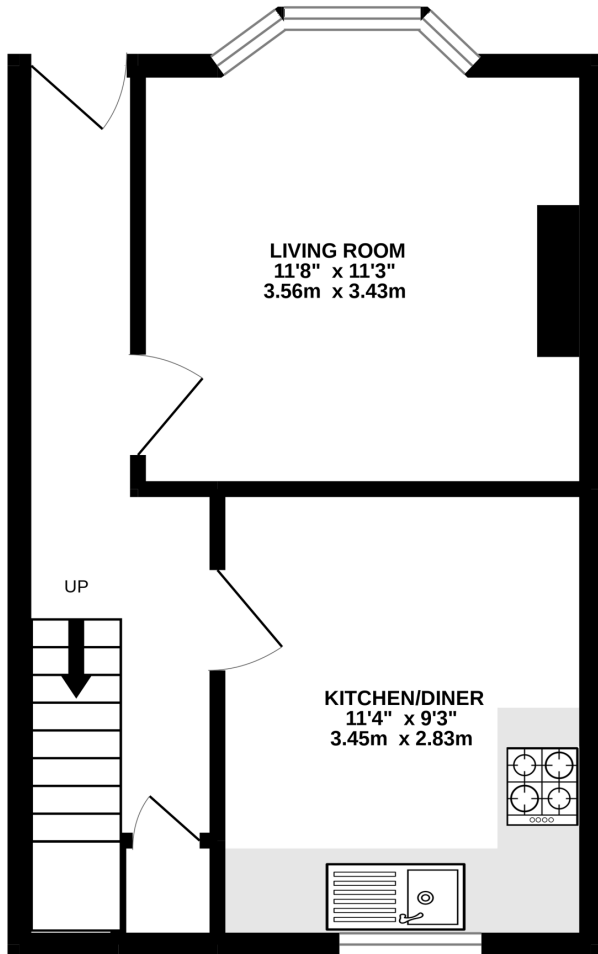 LIVING ROOM
11'8" x 11'3"
3.56m x 3.43m
UP
KITCHEN/DINER
11'4" x 9'3"
3.45m x 2.83m